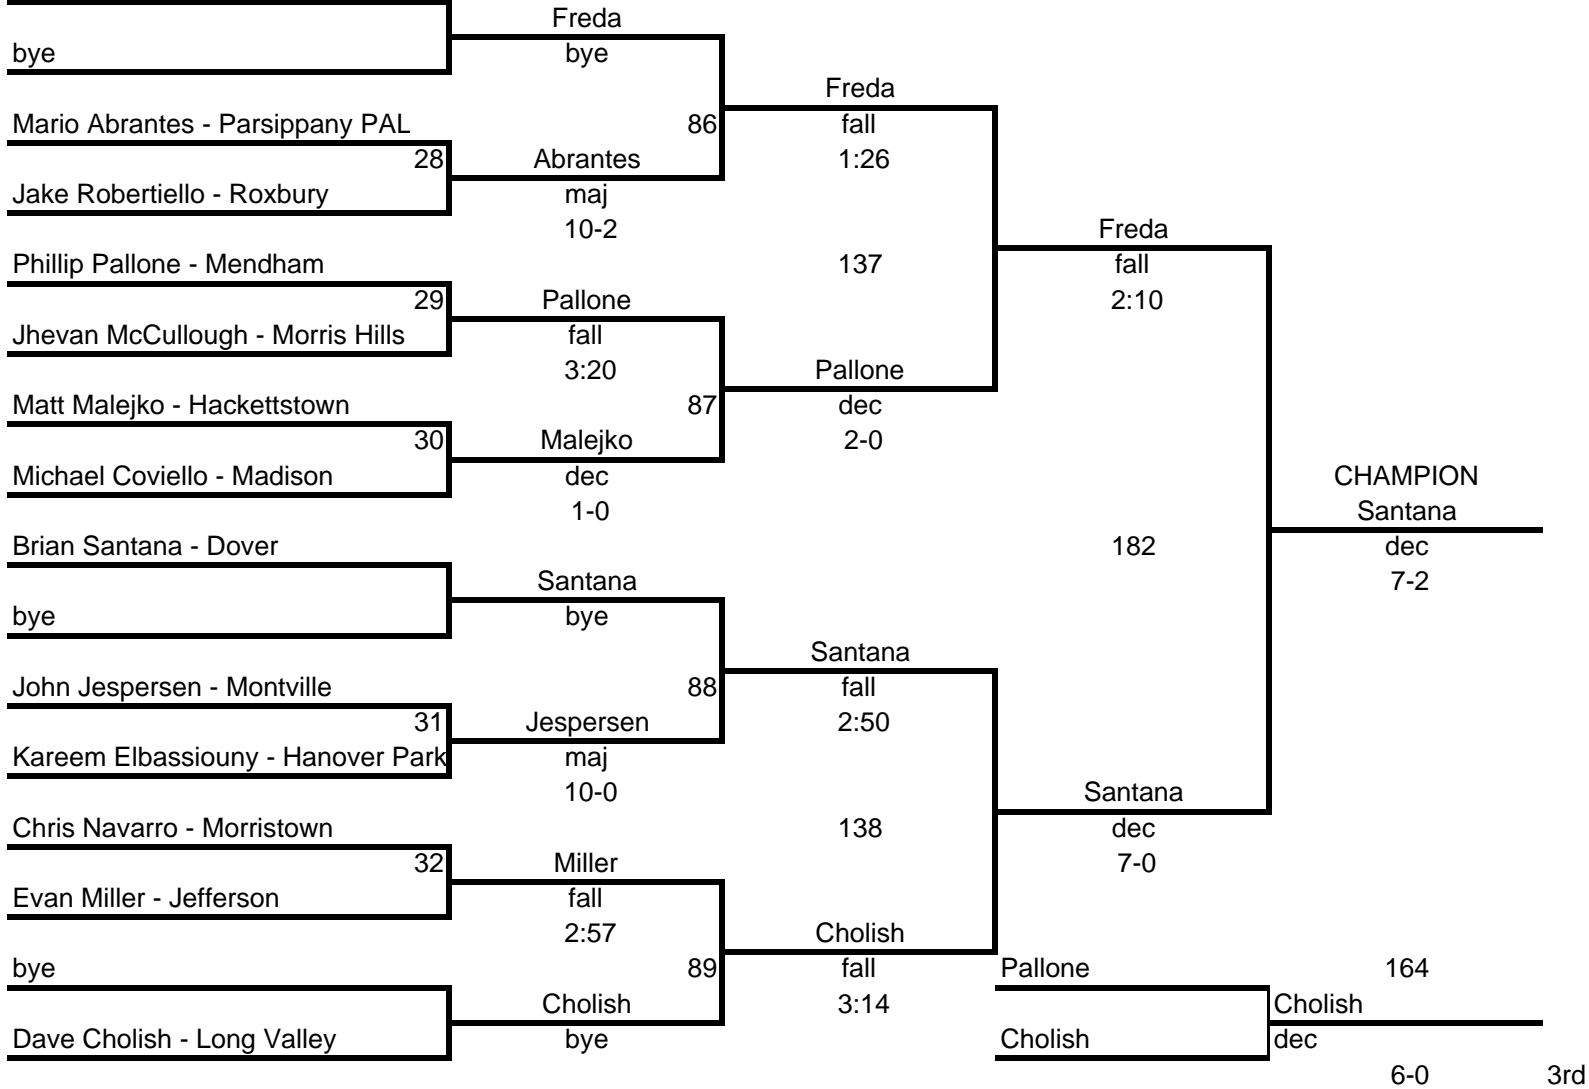 Freda
bye
bye
Freda
Mario Abrantes - Parsippany PAL
86
fall
28
Abrantes
1:26
Jake Robertiello - Roxbury
maj
10-2
Freda
Phillip Pallone - Mendham
137
fall
29
Pallone
2:10
Jhevan McCullough - Morris Hills
fall
3:20
Pallone
Matt Malejko - Hackettstown
87
dec
30
Malejko
2-0
Michael Coviello - Madison
dec
CHAMPION
1-0
Santana
Brian Santana - Dover
182
dec
Santana
7-2
bye
bye
Santana
John Jespersen - Montville
88
fall
31
Jespersen
2:50
Kareem Elbassiouny - Hanover Park
maj
10-0
Santana
Chris Navarro - Morristown
138
dec
32
Miller
7-0
Evan Miller - Jefferson
fall
2:57
Cholish
bye
89
fall
Pallone
164
Cholish
3:14
Cholish
Dave Cholish - Long Valley
bye
Cholish
dec
6-0
3rd